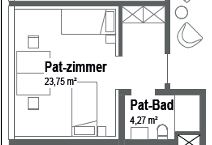 Pat-zimmer
23,75 m²
Pat-Bad
4,27 m²